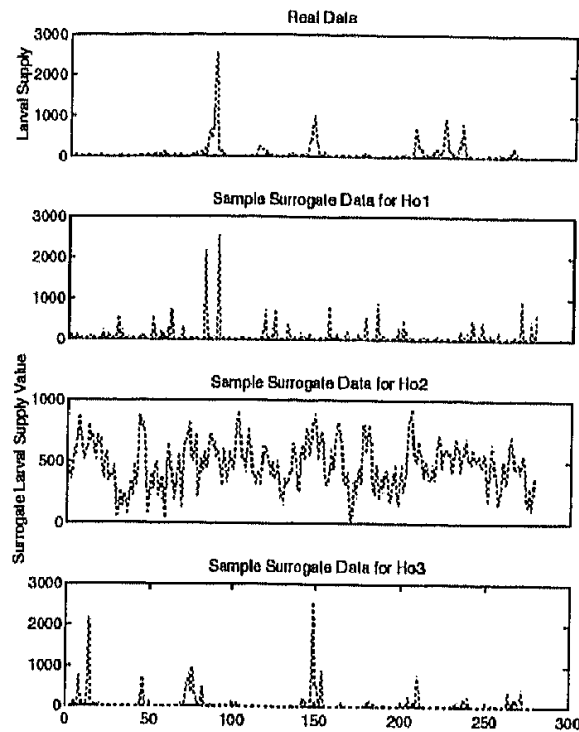 Real Data
Larval Supply
3000
2000
1000
0
Sample Surrogate Data for Ho1
3000
2000
1000
0
Surrogate Larval Supply Value
Sample Surrogate Data for Ho2
1000
500
0
Sample Surrogate Data for Ho3
3000
2000
1000
0
0 50 100 150 200 250 300